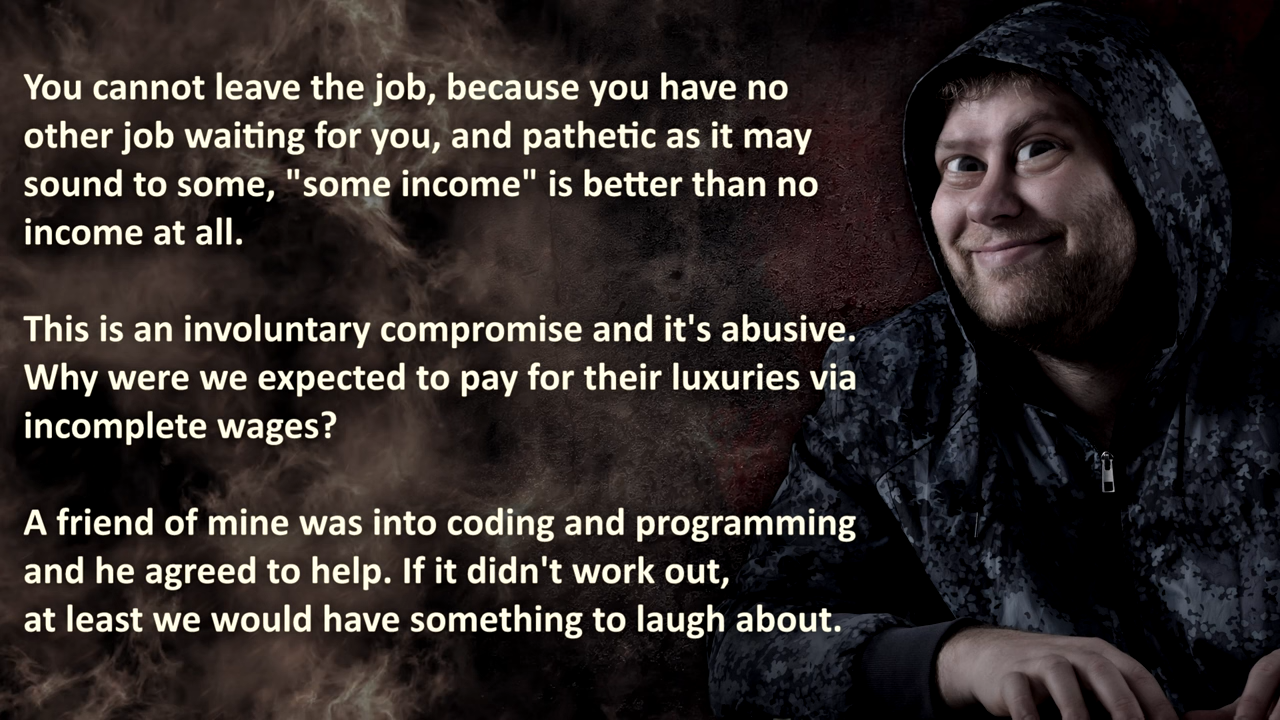 You cannot leave the job, because you have no
other job waiting for you, and pathetic as it may
sound to some, "some income" is better than no
income at all.
This is an involuntary compromise and it's abusive.
Why were we expected to pay for their luxuries via
incomplete wages?
A friend of mine was into coding and programming
and he agreed to help. If it didn't work out,
at least we would have something to laugh about.